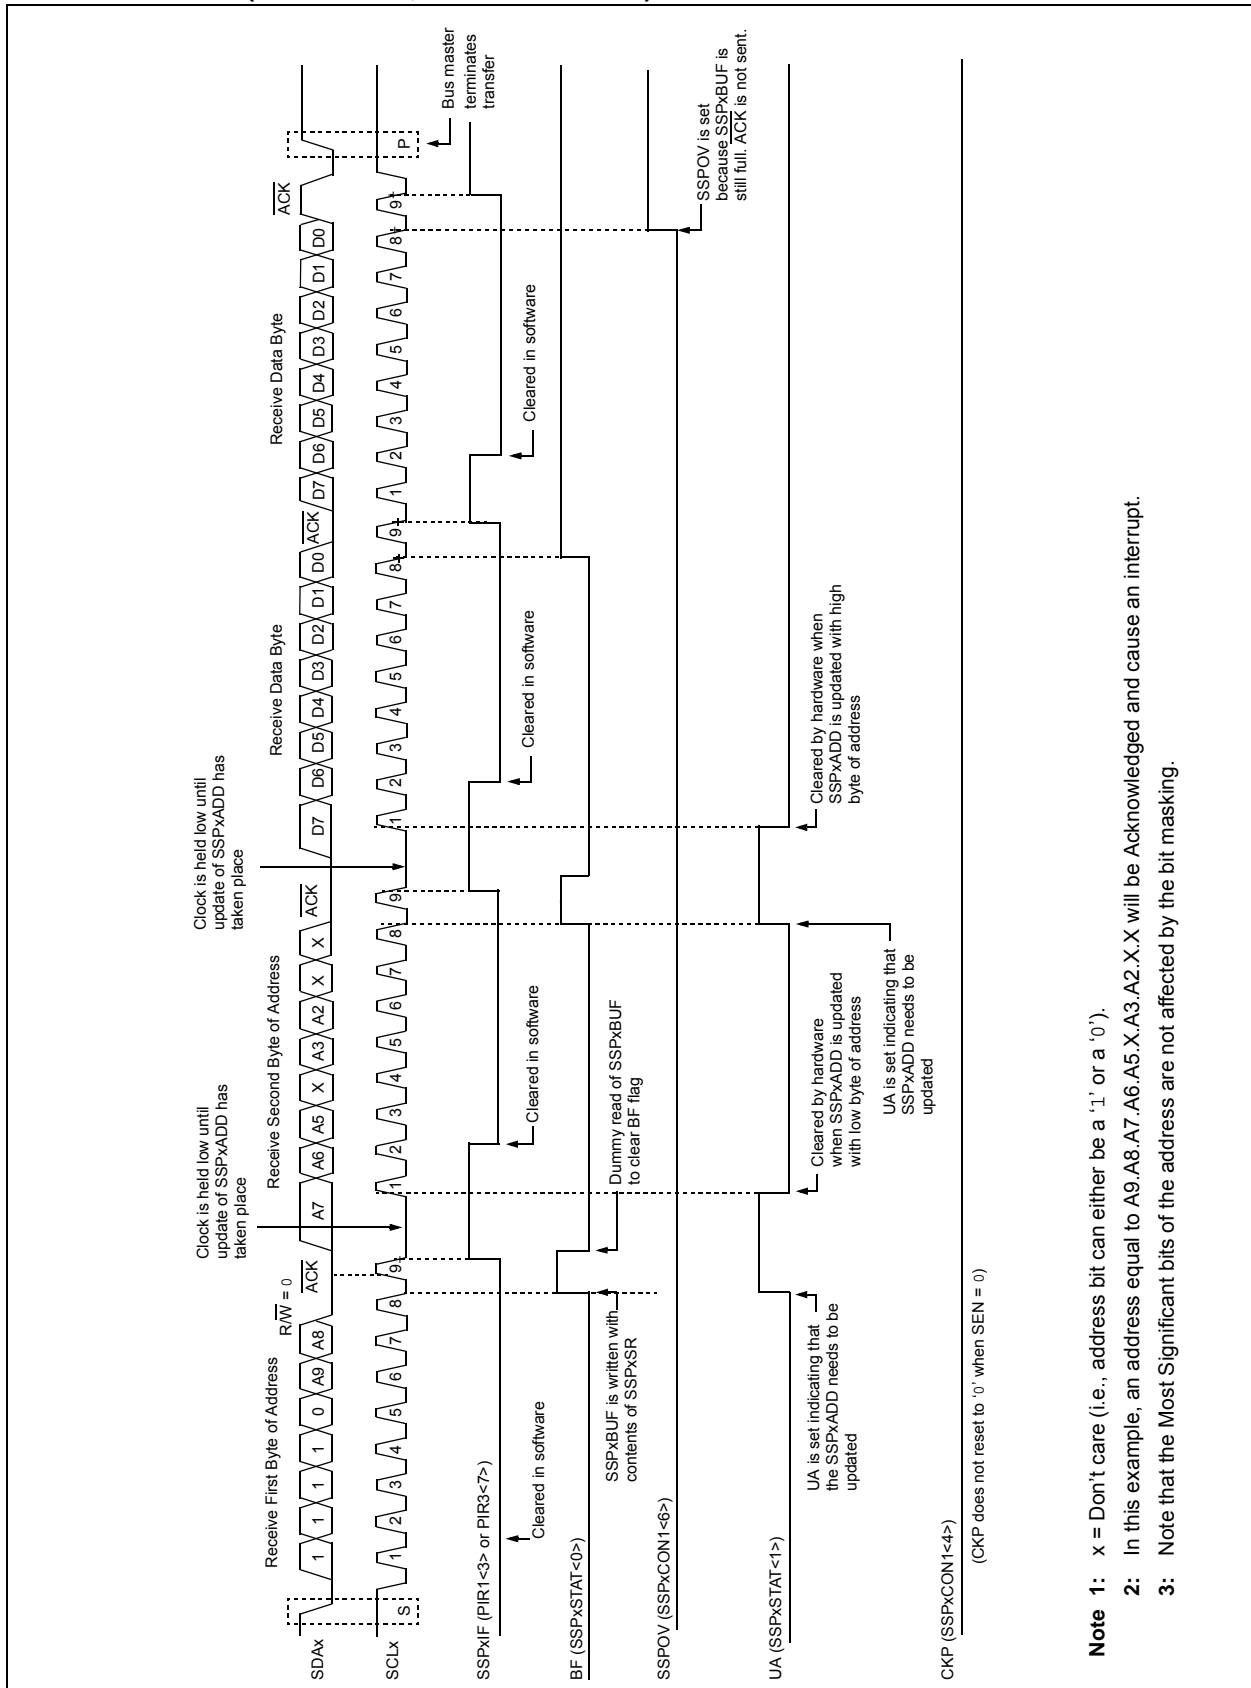 Receive First Byte of Address
R/W = 0
ACK
Clock is held low until
update of SSPxADD has
taken place
Receive Second Byte of Address
ACK
Clock is held low until
update of SSPxADD has
taken place
Receive Data Byte
ACK
Receive Data Byte
ACK
SDAx
1 1 1 1 0 A9 A8
A7 A6 A5 X A3 A2 X X
D7 D6 D5 D4 D3 D2 D1 D0
D7 D6 D5 D4 D3 D2 D1 D0
SCLx
S
1 2 3 4 5 6 7 8 9
1 2 3 4 5 6 7 8 9
1 2 3 4 5 6 7 8 9
1 2 3 4 5 6 7 8 9
P
Bus master
terminates
transfer
SSPxIF (PIR1<3> or PIR3<7>)
Cleared in software
Cleared in software
Cleared in software
Cleared in software
BF (SSPxSTAT<0>)
SSPxBUF is written with
contents of SSPxSR
Dummy read of SSPxBUF
to clear BF flag
SSPOV (SSPxCON1<6>)
SSPOV is set
because SSPxBUF is
still full. ACK is not sent.
UA (SSPxSTAT<1>)
UA is set indicating that
the SSPxADD needs to be
updated
Cleared by hardware
when SSPxADD is updated
with low byte of address
UA is set indicating that
SSPxADD needs to be
updated
Cleared by hardware when
SSPxADD is updated with high
byte of address
CKP (SSPxCON1<4>)
(CKP does not reset to ‘0’ when SEN = 0)
Note 1: x = Don’t care (i.e., address bit can either be a ‘1’ or a ‘0’).
2: In this example, an address equal to A9.A8.A7.A6.A5.X.A3.A2.X.X will be Acknowledged and cause an interrupt.
3: Note that the Most Significant bits of the address are not affected by the bit masking.